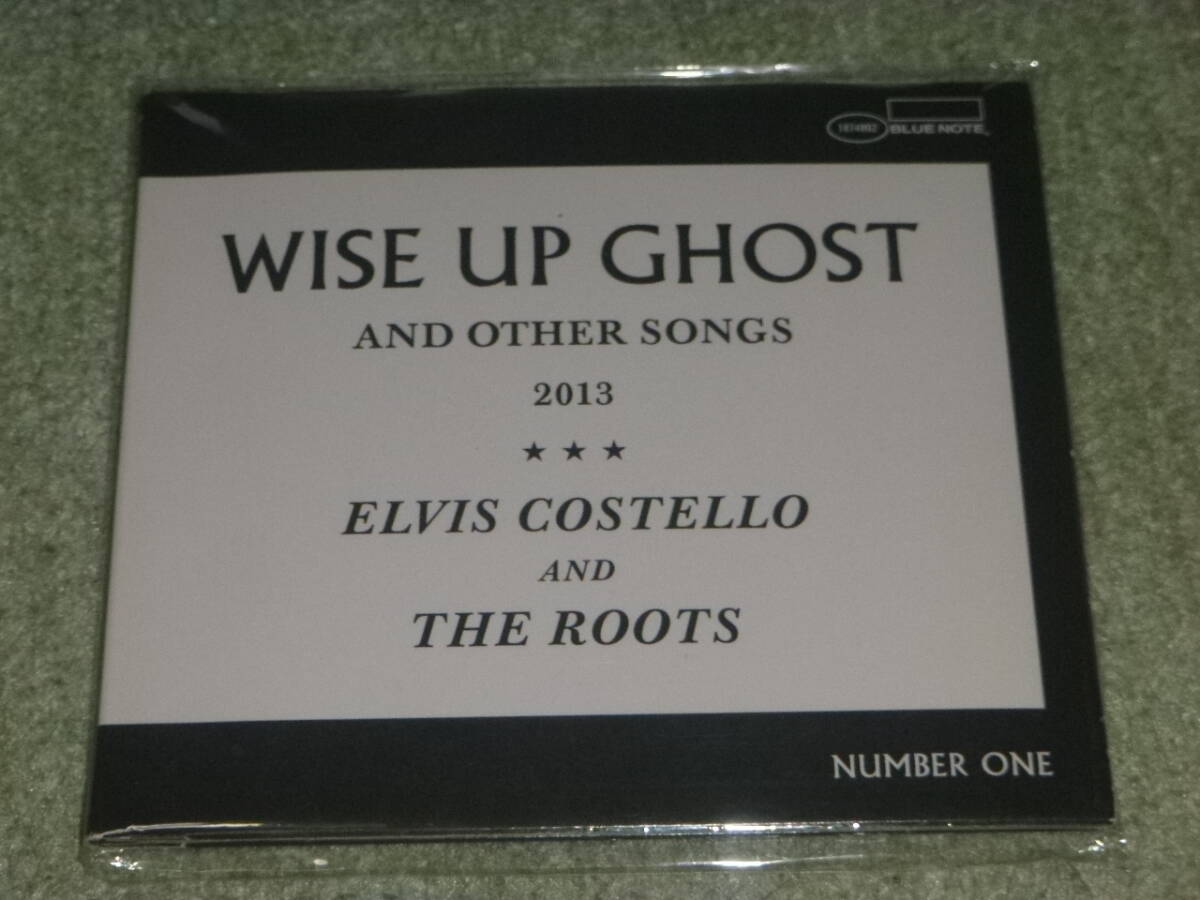 BLUE NOTE
WISE UP GHOST
AND OTHER SONGS
2013
★ ★ ★
ELVIS COSTELLO
AND
THE ROOTS
NUMBER ONE